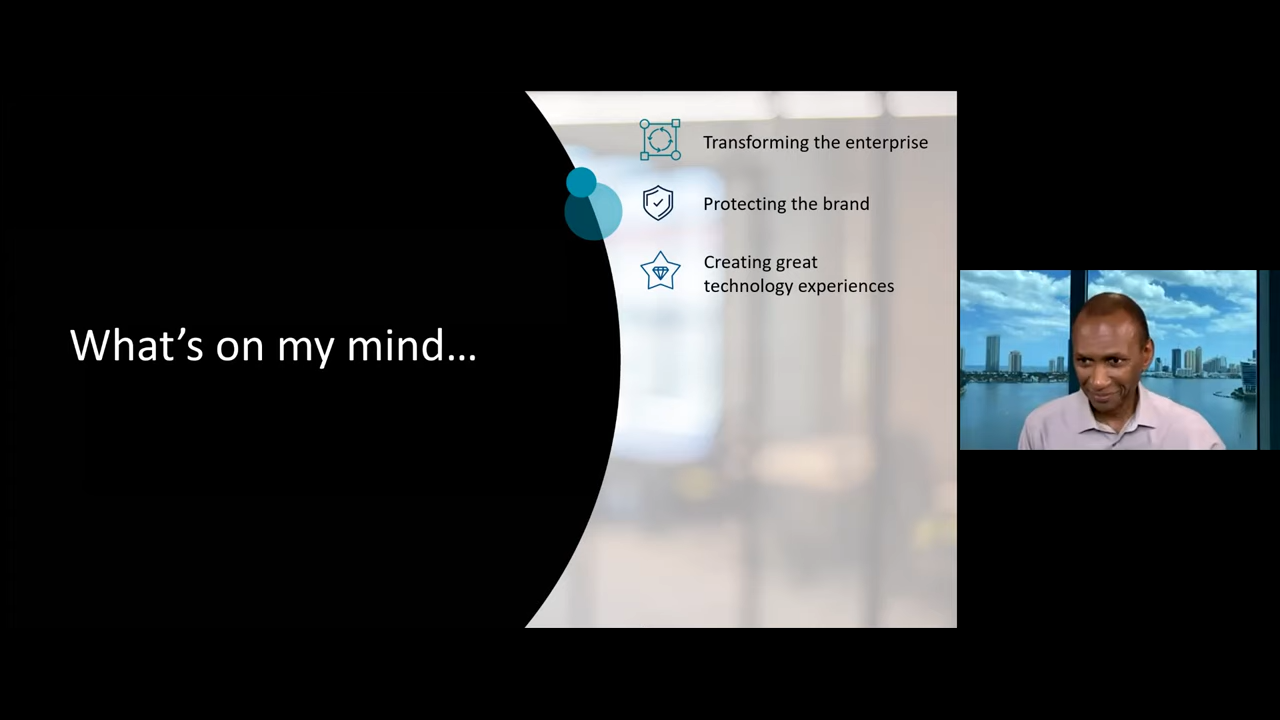 What’s on my mind…
Transforming the enterprise
Protecting the brand
Creating great
technology experiences